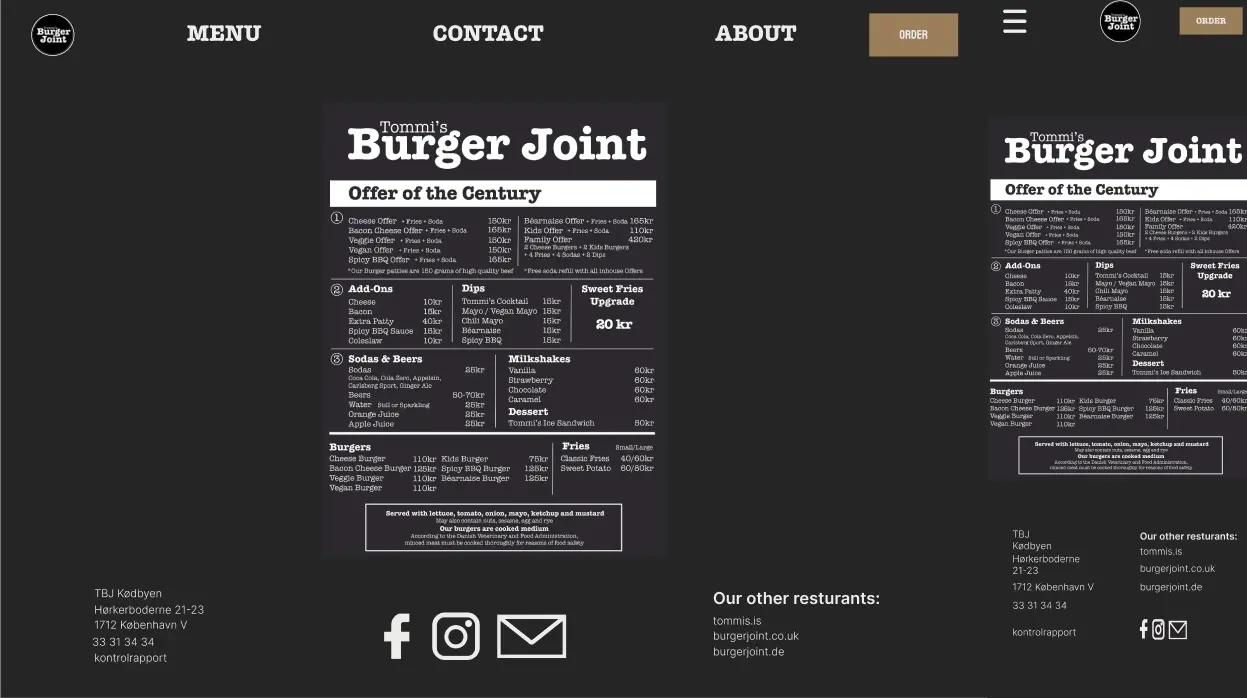 Burger
Joint
MENU
CONTACT
ABOUT
ORDER
Tommi's
Burger Joint
Offer of the Century
1
Cheese Offer + Fries + Soda 150kr
Bacon Cheese Offer + Fries + Soda 165kr
Veggie Offer + Fries + Soda 150kr
Vegan Offer + Fries + Soda 150kr
Spicy BBQ Offer + Fries + Soda 165kr
*Our Burger patties are 150 grams of high quality beef
Béarnaise Offer + Fries + Soda 165kr
Kids Offer + Fries + Soda 110kr
Family Offer 420kr
2 Cheese Burgers + 2 Kids Burgers
+ 4 Fries + 4 Sodas + 2 Dips
*Free soda refill with all inhouse Offers
2
Add-Ons
Cheese 10kr
Bacon 15kr
Extra Patty 40kr
Spicy BBQ Sauce 15kr
Coleslaw 10kr
Dips
Tommi's Cocktail 15kr
Mayo / Vegan Mayo 15kr
Chili Mayo 15kr
Béarnaise 15kr
Spicy BBQ 15kr
Sweet Fries
Upgrade
20 kr
3
Sodas & Beers
Sodas 25kr
Coca Cola, Cola Zero, Appelsin,
Carlsberg Sport, Ginger Ale
Beers 50-70kr
Water Still or Sparkling 25kr
Orange Juice 25kr
Apple Juice 25kr
Milkshakes
Vanilla 60kr
Strawberry 60kr
Chocolate 60kr
Caramel 60kr
Dessert
Tommi's Ice Sandwich 50kr
Burgers
Cheese Burger 110kr
Bacon Cheese Burger 125kr
Veggie Burger 110kr
Vegan Burger 110kr
Kids Burger 75kr
Spicy BBQ Burger 125kr
Béarnaise Burger 125kr
Fries Small/Large
Classic Fries 40/60kr
Sweet Potato 60/80kr
Served with lettuce, tomato, onion, mayo, ketchup and mustard
May also contain nuts, sesame, egg and rye
Our burgers are cooked medium
According to the Danish Veterinary and Food Administration,
minced meat must be cooked thoroughly for reasons of food safety
TBJ Kødbyen
Hørkerboderne 21-23
1712 København V
33 31 34 34
kontrolrapport
Our other resturants:
tommis.is
burgerjoint.co.uk
burgerjoint.de
Burger
Joint
ORDER
Tommi's
Burger Joint
Offer of the Century
1
Cheese Offer + Fries + Soda 150kr
Bacon Cheese Offer + Fries + Soda 165kr
Veggie Offer + Fries + Soda 150kr
Vegan Offer + Fries + Soda 150kr
Spicy BBQ Offer + Fries + Soda 165kr
*Our Burger patties are 150 grams of high quality beef
Béarnaise Offer + Fries + Soda 165kr
Kids Offer + Fries + Soda 110kr
Family Offer 420kr
2 Cheese Burgers + 2 Kids Burgers
+ 4 Fries + 4 Sodas + 2 Dips
*Free soda refill with all inhouse Offers
2
Add-Ons
Cheese 10kr
Bacon 15kr
Extra Patty 40kr
Spicy BBQ Sauce 15kr
Coleslaw 10kr
Dips
Tommi's Cocktail 15kr
Mayo / Vegan Mayo 15kr
Chili Mayo 15kr
Béarnaise 15kr
Spicy BBQ 15kr
Sweet Fries
Upgrade
20 kr
3
Sodas & Beers
Sodas 25kr
Coca Cola, Cola Zero, Appelsin,
Carlsberg Sport, Ginger Ale
Beers 50-70kr
Water Still or Sparkling 25kr
Orange Juice 25kr
Apple Juice 25kr
Milkshakes
Vanilla 60kr
Strawberry 60kr
Chocolate 60kr
Caramel 60kr
Dessert
Tommi's Ice Sandwich 50kr
Burgers
Cheese Burger 110kr
Bacon Cheese Burger 125kr
Veggie Burger 110kr
Vegan Burger 110kr
Kids Burger 75kr
Spicy BBQ Burger 125kr
Béarnaise Burger 125kr
Fries Small/Large
Classic Fries 40/60kr
Sweet Potato 60/80kr
Served with lettuce, tomato, onion, mayo, ketchup and mustard
May also contain nuts, sesame, egg and rye
Our burgers are cooked medium
According to the Danish Veterinary and Food Administration,
minced meat must be cooked thoroughly for reasons of food safety
TBJ
Kødbyen
Hørkerboderne
21-23
1712 København V
33 31 34 34
kontrolrapport
Our other resturants:
tommis.is
burgerjoint.co.uk
burgerjoint.de